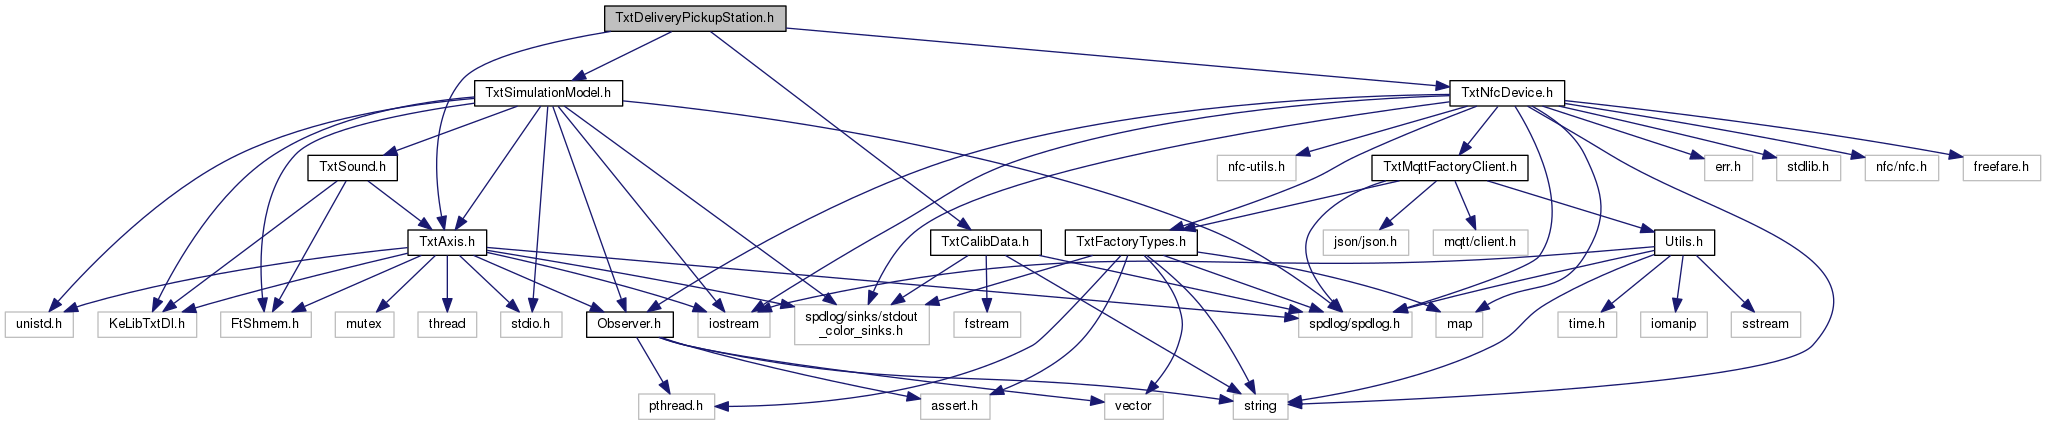 TxtDeliveryPickupStation.h
TxtSimulationModel.h
TxtNfcDevice.h
TxtSound.h
nfc-utils.h
TxtMqttFactoryClient.h
err.h
stdlib.h
nfc/nfc.h
freefare.h
TxtAxis.h
TxtCalibData.h
TxtFactoryTypes.h
json/json.h
mqtt/client.h
Utils.h
unistd.h
KeLibTxtDl.h
FtShmem.h
mutex
thread
stdio.h
Observer.h
iostream
spdlog/sinks/stdout
_color_sinks.h
fstream
spdlog/spdlog.h
map
time.h
iomanip
sstream
pthread.h
assert.h
vector
string